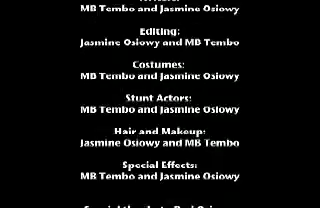 MB Tembo and Jasmine Osiowy
Editing:
Jasmine Osiowy and MB Tembo
Costumes:
MB Tembo and Jasmine Osiowy
Stunt Actors:
MB Tembo and Jasmine Osiowy
Hair and Makeup:
Jasmine Osiowy and MB Tembo
Special Effects:
MB Tembo and Jasmine Osiowy